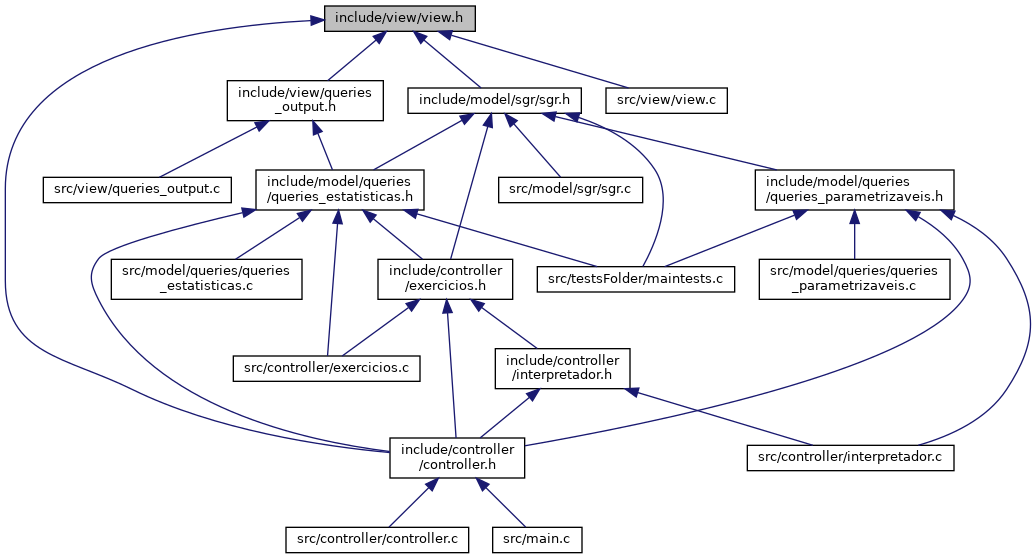 include/view/view.h
include/view/queries
_output.h
include/model/sgr/sgr.h
src/view/view.c
src/view/queries_output.c
include/model/queries
/queries_estatisticas.h
src/model/sgr/sgr.c
include/model/queries
/queries_parametrizaveis.h
src/model/queries/queries
_estatisticas.c
include/controller
/exercicios.h
src/testsFolder/maintests.c
src/model/queries/queries
_parametrizaveis.c
src/controller/exercicios.c
include/controller
/interpretador.h
include/controller
/controller.h
src/controller/interpretador.c
src/controller/controller.c
src/main.c